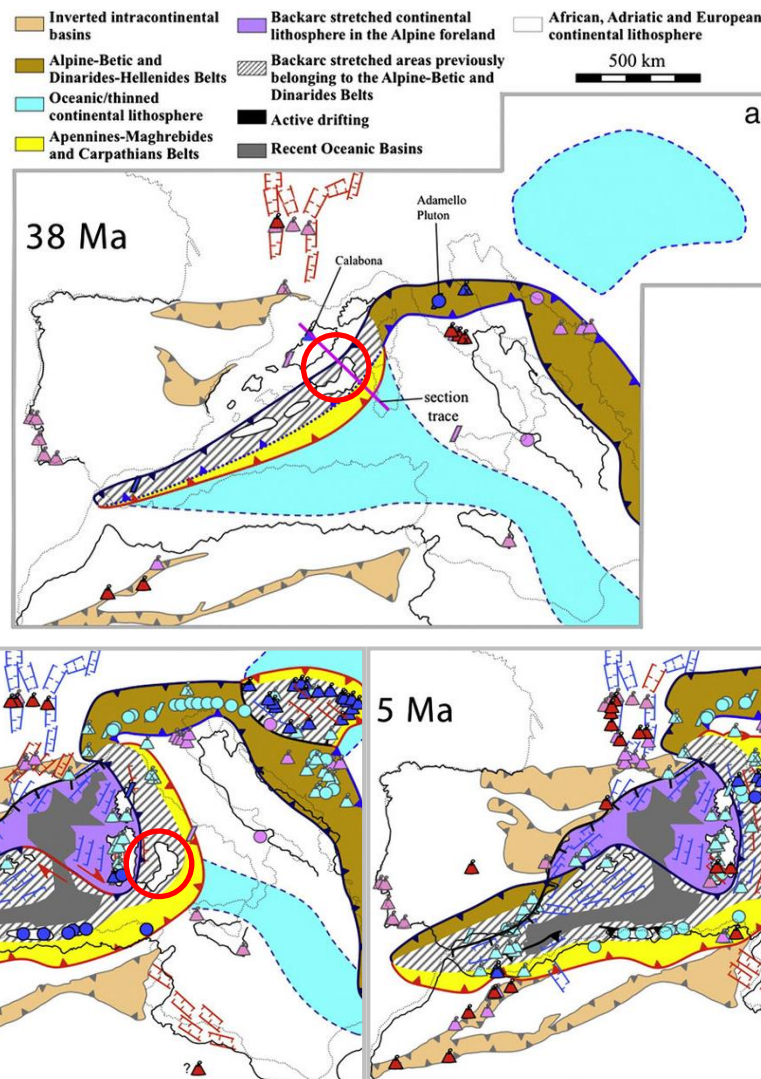 Inverted intracontinental
basins
Alpine-Betic and
Dinarides-Hellenides Belts
Oceanic/thinned
continental lithosphere
Apennines-Maghrebides
and Carpathians Belts
Backarc stretched continental
lithosphere in the Alpine foreland
Backarc stretched areas previously
belonging to the Alpine-Betic and
Dinarides Belts
Active drifting
Recent Oceanic Basins
African, Adriatic and European
continental lithosphere
500 km
a
38 Ma
Adamello
Pluton
Calabona
section
trace
5 Ma
?